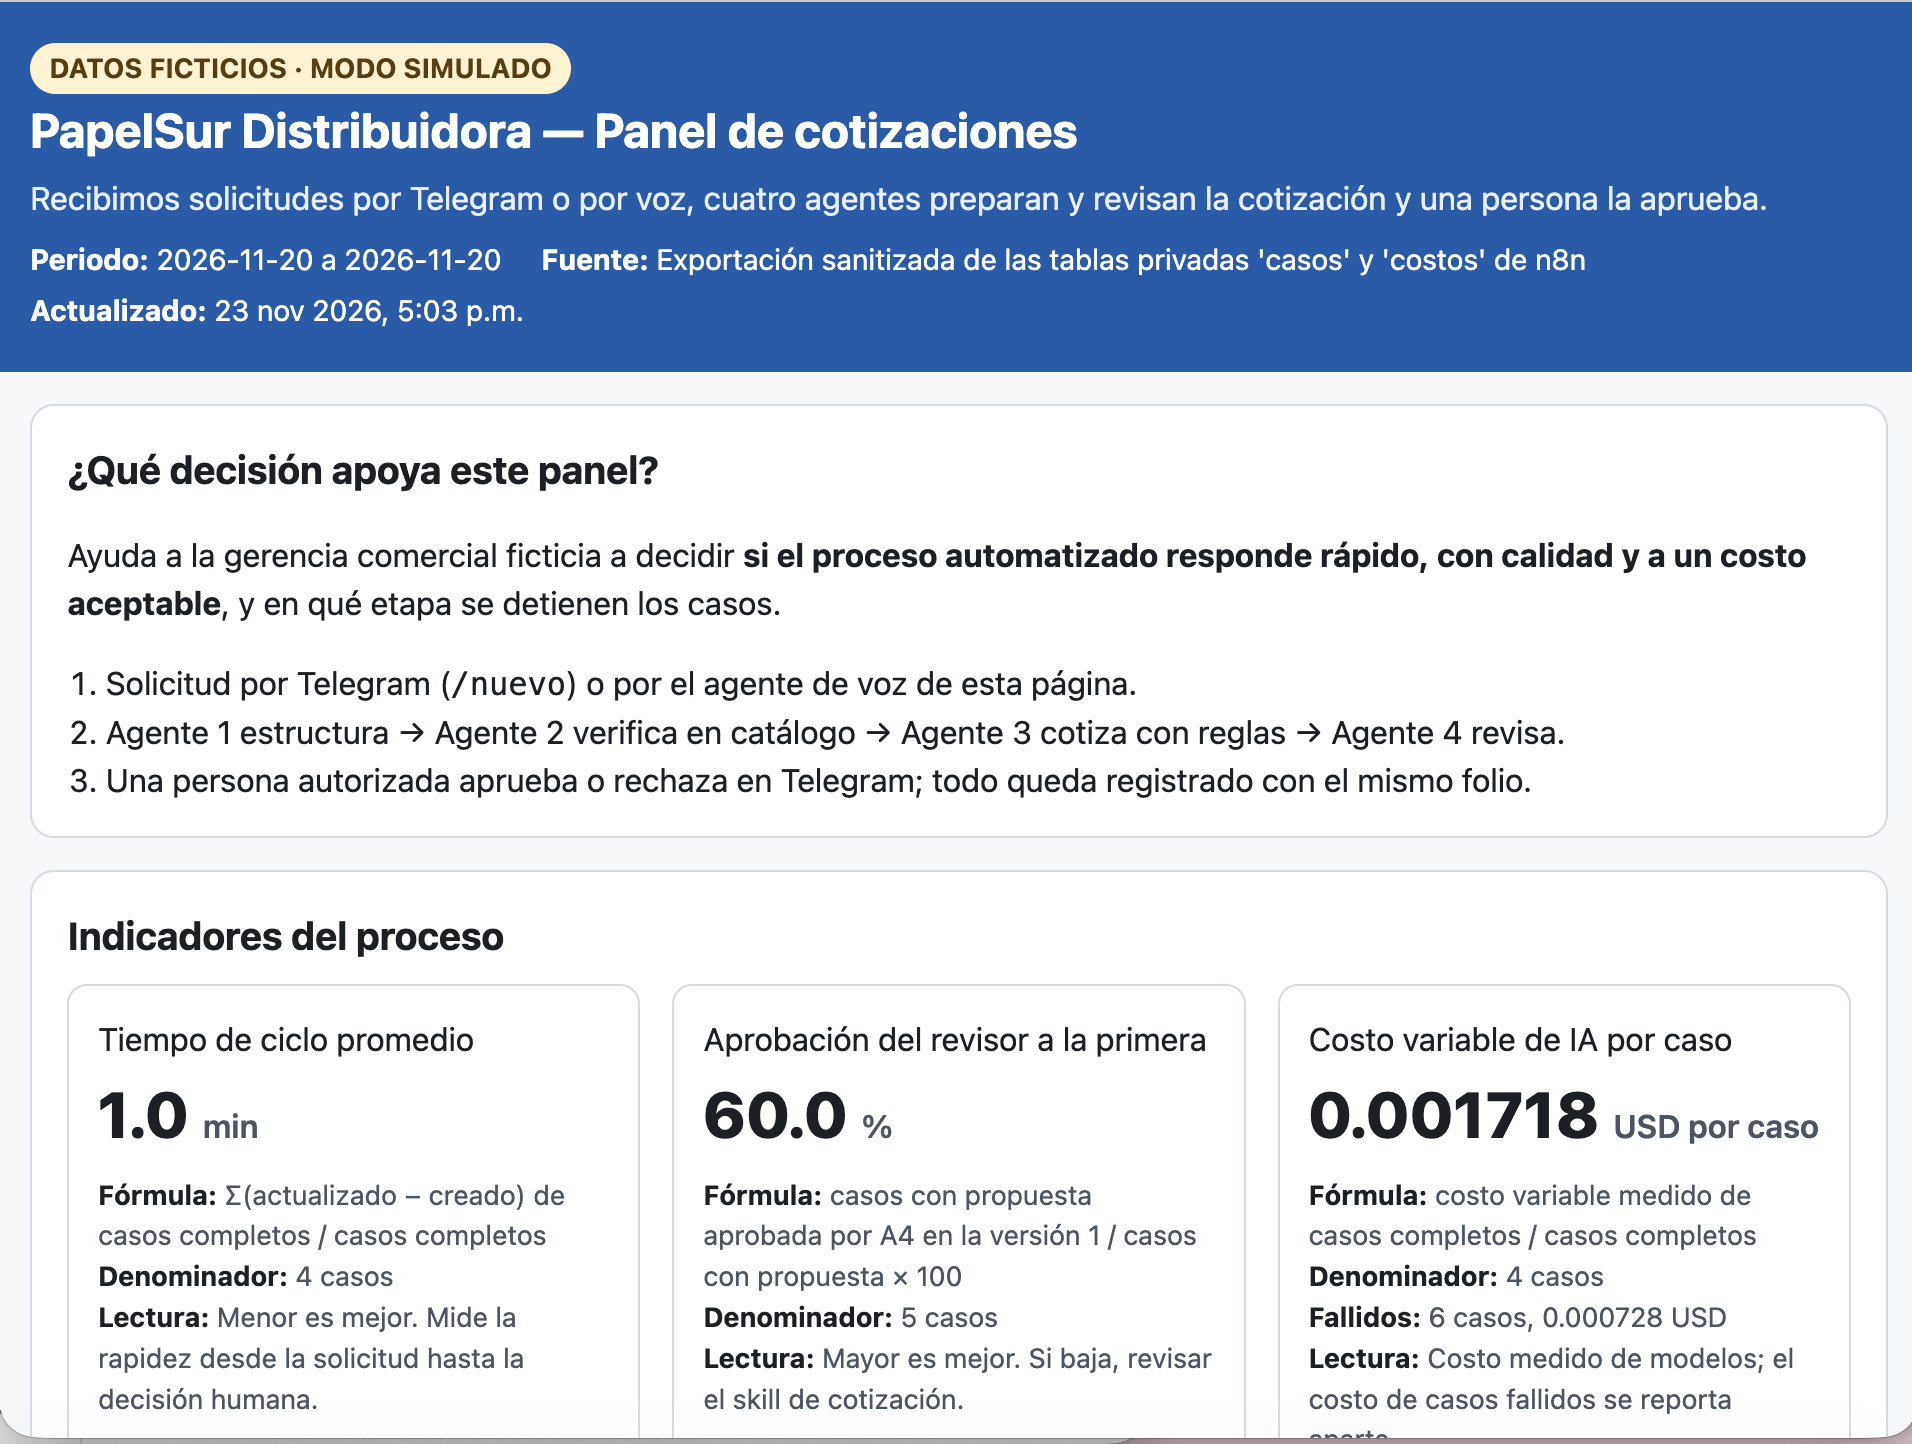 DATOS FICTICIOS · MODO SIMULADO
PapelSur Distribuidora — Panel de cotizaciones
Recibimos solicitudes por Telegram o por voz, cuatro agentes preparan y revisan la cotización y una persona la aprueba.
Periodo: 2026-11-20 a 2026-11-20 Fuente: Exportación sanitizada de las tablas privadas 'casos' y 'costos' de n8n
Actualizado: 23 nov 2026, 5:03 p.m.
¿Qué decisión apoya este panel?
Ayuda a la gerencia comercial ficticia a decidir si el proceso automatizado responde rápido, con calidad y a un costo
aceptable, y en qué etapa se detienen los casos.
1. Solicitud por Telegram (/nuevo) o por el agente de voz de esta página.
2. Agente 1 estructura → Agente 2 verifica en catálogo → Agente 3 cotiza con reglas → Agente 4 revisa.
3. Una persona autorizada aprueba o rechaza en Telegram; todo queda registrado con el mismo folio.
Indicadores del proceso
Tiempo de ciclo promedio
1.0 min
Fórmula: Σ(actualizado – creado) de
casos completos / casos completos
Denominador: 4 casos
Lectura: Menor es mejor. Mide la
rapidez desde la solicitud hasta la
decisión humana.
Aprobación del revisor a la primera
60.0 %
Fórmula: casos con propuesta
aprobada por A4 en la versión 1 / casos
con propuesta × 100
Denominador: 5 casos
Lectura: Mayor es mejor. Si baja, revisar
el skill de cotización.
Costo variable de IA por caso
0.001718 USD por caso
Fórmula: costo variable medido de
casos completos / casos completos
Denominador: 4 casos
Fallidos: 6 casos, 0.000728 USD
Lectura: Costo medido de modelos; el
costo de casos fallidos se reporta